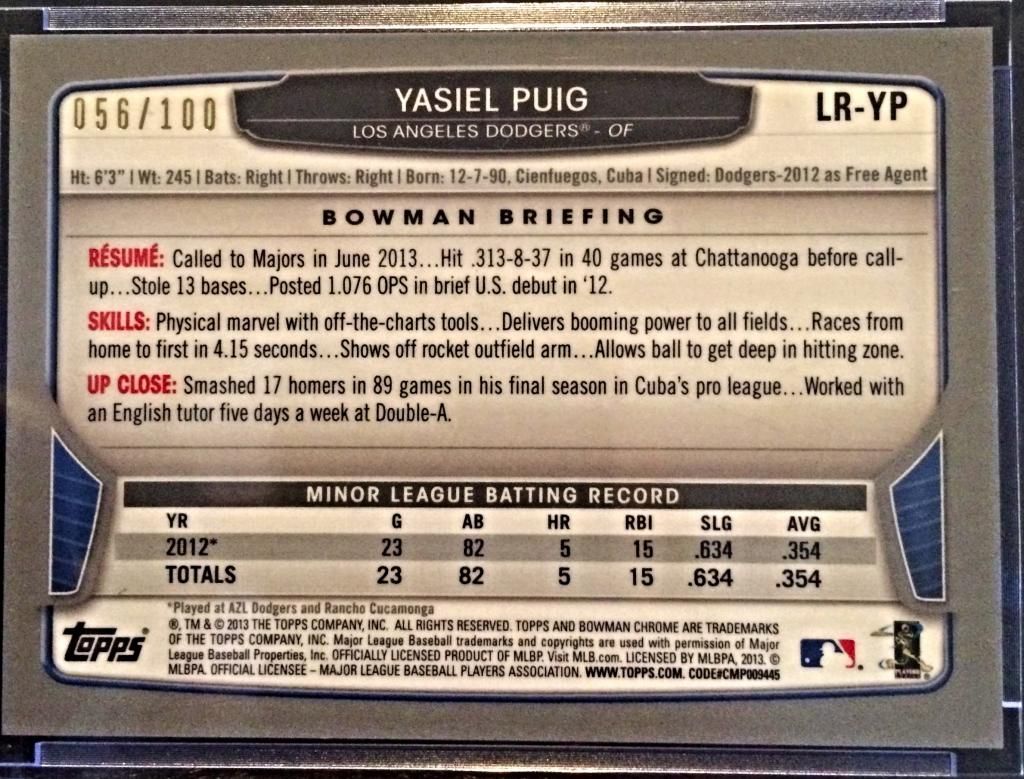 056/100
YASIEL PUIG
LR-YP
LOS ANGELES DODGERS® - OF
Ht: 6'3" | Wt: 245 | Bats: Right | Throws: Right | Born: 12-7-90, Cienfuegos, Cuba | Signed: Dodgers-2012 as Free Agent
BOWMAN BRIEFING
RÉSUMÉ: Called to Majors in June 2013...Hit .313-8-37 in 40 games at Chattanooga before call-
up...Stole 13 bases...Posted 1.076 OPS in brief U.S. debut in '12.
SKILLS: Physical marvel with off-the-charts tools...Delivers booming power to all fields...Races from
home to first in 4.15 seconds...Shows off rocket outfield arm...Allows ball to get deep in hitting zone.
UP CLOSE: Smashed 17 homers in 89 games in his final season in Cuba's pro league...Worked with
an English tutor five days a week at Double-A.
MINOR LEAGUE BATTING RECORD
YR G AB HR RBI SLG AVG
2012* 23 82 5 15 .634 .354
TOTALS 23 82 5 15 .634 .354
*Played at AZL Dodgers and Rancho Cucamonga
®, TM & © 2013 THE TOPPS COMPANY, INC. ALL RIGHTS RESERVED. TOPPS AND BOWMAN CHROME ARE TRADEMARKS
OF THE TOPPS COMPANY, INC. Major League Baseball trademarks and copyrights are used with permission of Major
League Baseball Properties, Inc. OFFICIALLY LICENSED PRODUCT OF MLBP. Visit MLB.com. LICENSED BY MLBPA, 2013. ©
MLBPA. OFFICIAL LICENSEE – MAJOR LEAGUE BASEBALL PLAYERS ASSOCIATION. WWW.TOPPS.COM. CODE#CMP009445
topps®